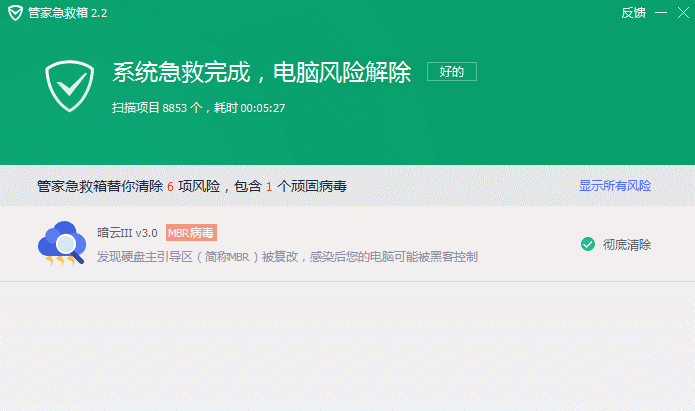 管家急救箱 2.2
反馈
系统急救完成，电脑风险解除
好的
扫描项目 8853 个，耗时 00:05:27
管家急救箱替你清除 6 项风险，包含 1 个顽固病毒
显示所有风险
暗云III v3.0 MBR病毒
发现硬盘主引导区（简称MBR）被篡改，感染后您的电脑可能被黑客控制
彻底清除